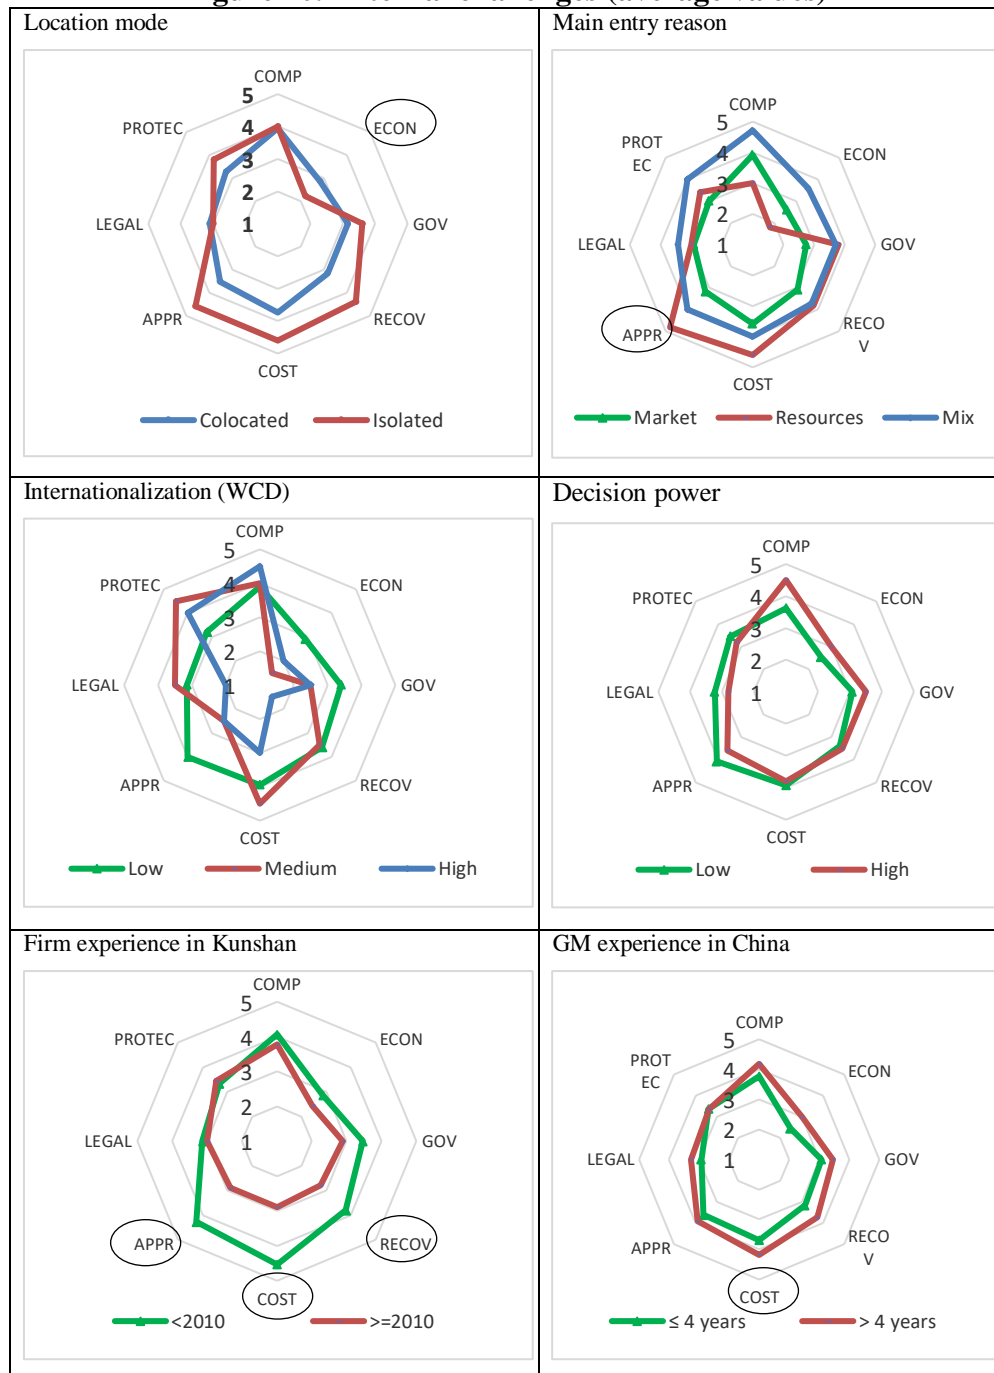 Location mode
COMP
5
4
3
2
1
ECON
GOV
RECOV
COST
APPR
LEGAL
PROTEC
Colocated
Isolated
Main entry reason
COMP
5
4
3
2
1
ECON
GOV
RECO
V
COST
APPR
LEGAL
PROT
EC
Market
Resources
Mix
Internationalization (WCD)
COMP
5
4
3
2
1
ECON
GOV
RECOV
COST
APPR
LEGAL
PROTEC
Low
Medium
High
Decision power
COMP
5
4
3
2
1
ECON
GOV
RECOV
COST
APPR
LEGAL
PROTEC
Low
High
Firm experience in Kunshan
COMP
5
4
3
2
1
ECON
GOV
RECOV
COST
APPR
LEGAL
PROTEC
<2010
>=2010
GM experience in China
COMP
5
4
3
2
1
ECON
GOV
RECO
V
COST
APPR
LEGAL
PROT
EC
≤ 4 years
> 4 years